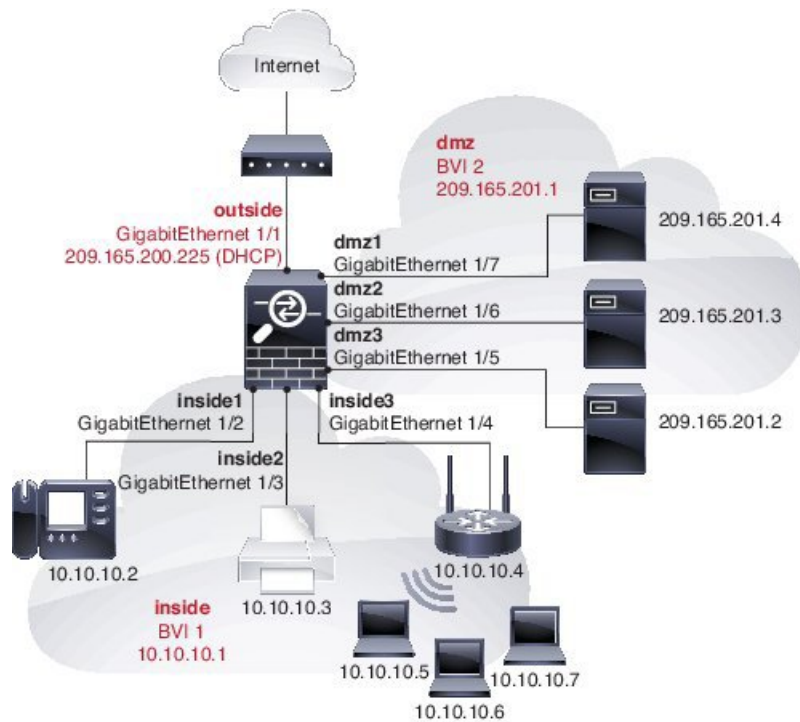 Internet
dmz
BVI 2
209.165.201.1
outside
GigabitEthernet 1/1
209.165.200.225 (DHCP)
dmz1
GigabitEthernet 1/7
209.165.201.4
dmz2
GigabitEthernet 1/6
209.165.201.3
dmz3
GigabitEthernet 1/5
209.165.201.2
inside1
GigabitEthernet 1/2
inside3
GigabitEthernet 1/4
inside2
GigabitEthernet 1/3
10.10.10.2
10.10.10.3
10.10.10.4
inside
BVI 1
10.10.10.1
10.10.10.5
10.10.10.6
10.10.10.7